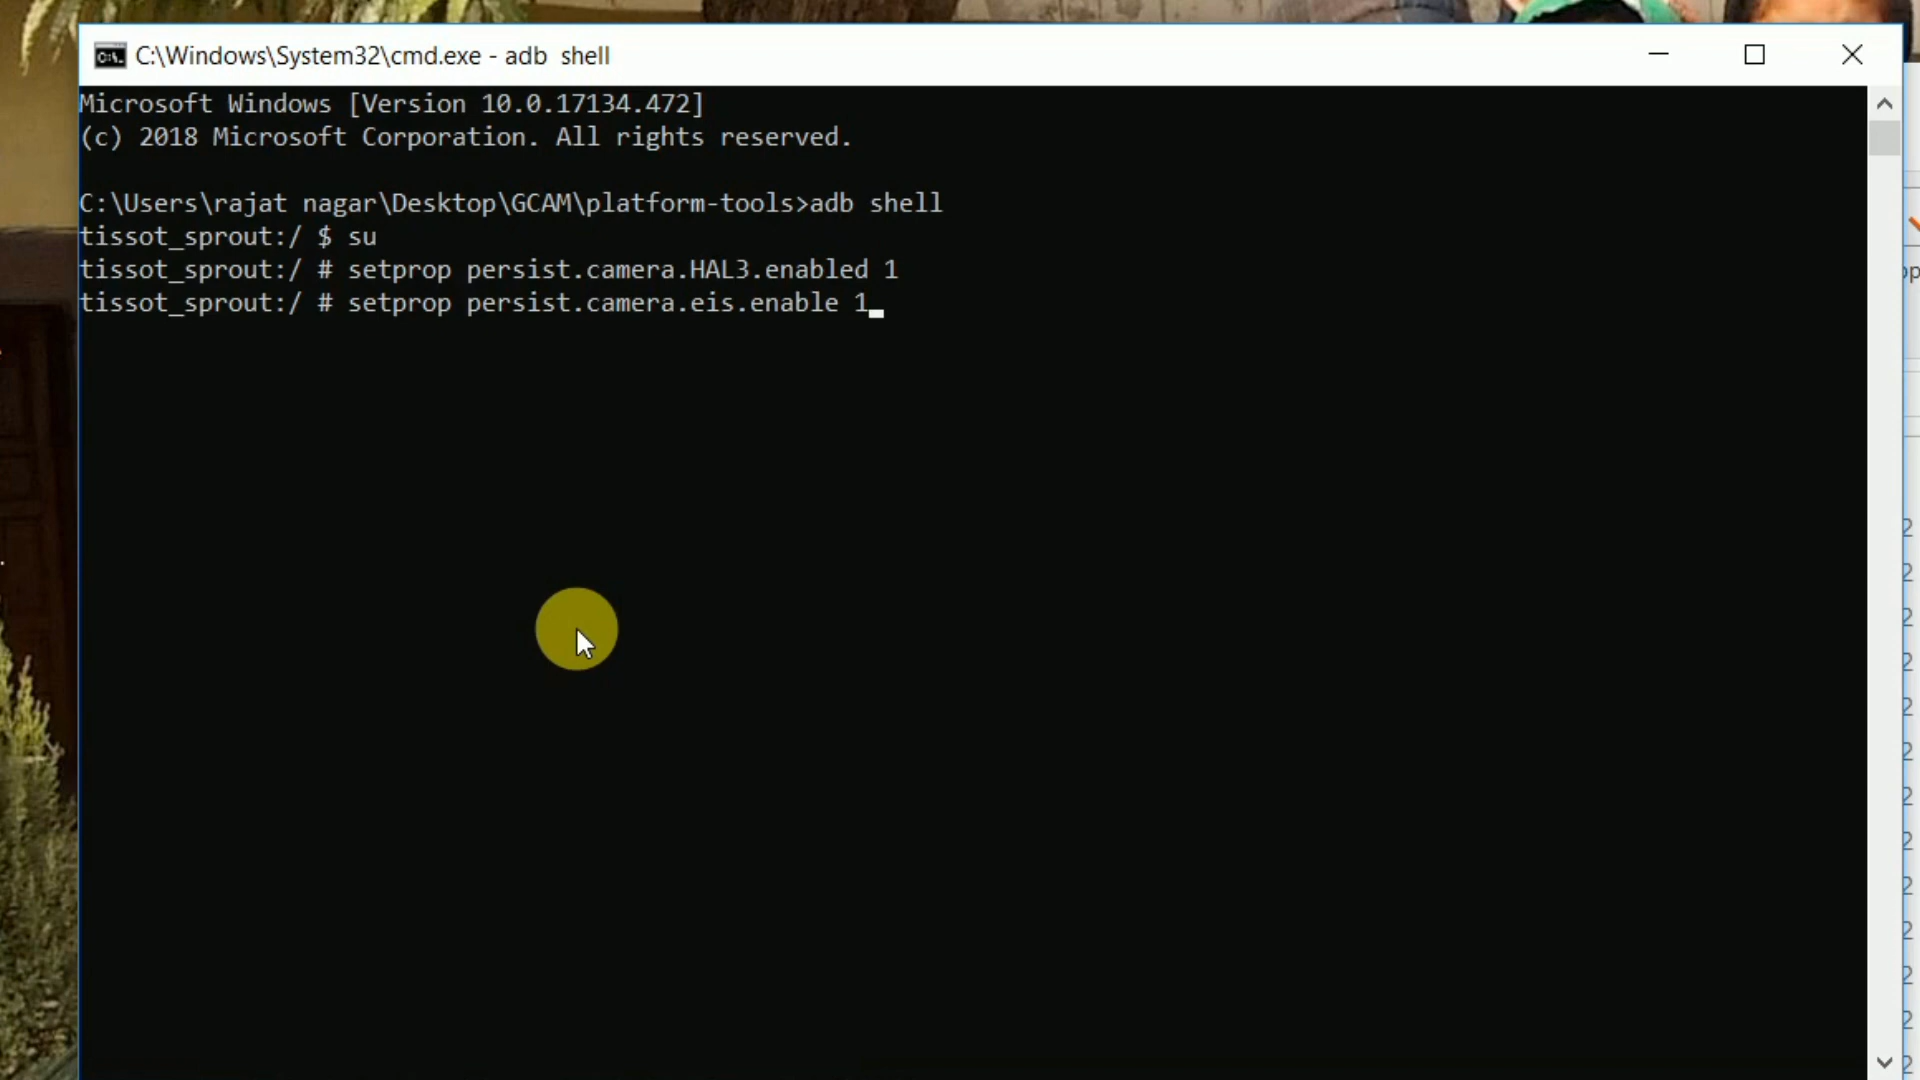 C:\Windows\System32\cmd.exe - adb  shell
Microsoft Windows [Version 10.0.17134.472]
(c) 2018 Microsoft Corporation. All rights reserved.
C:\Users\rajat nagar\Desktop\GCAM\platform-tools>adb shell
tissot_sprout:/ $ su
tissot_sprout:/ # setprop persist.camera.HAL3.enabled 1
tissot_sprout:/ # setprop persist.camera.eis.enable 1